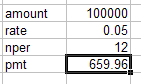 amount 100000
rate 0.05
nper 12
pmt 659.96